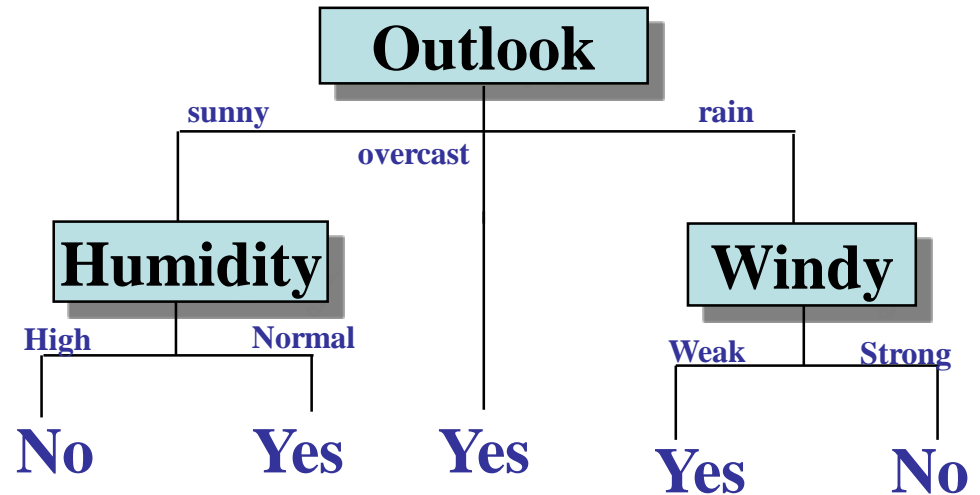 Outlook
sunny
rain
overcast
Humidity
Windy
High
Normal
Weak
Strong
No
Yes
Yes
Yes
No